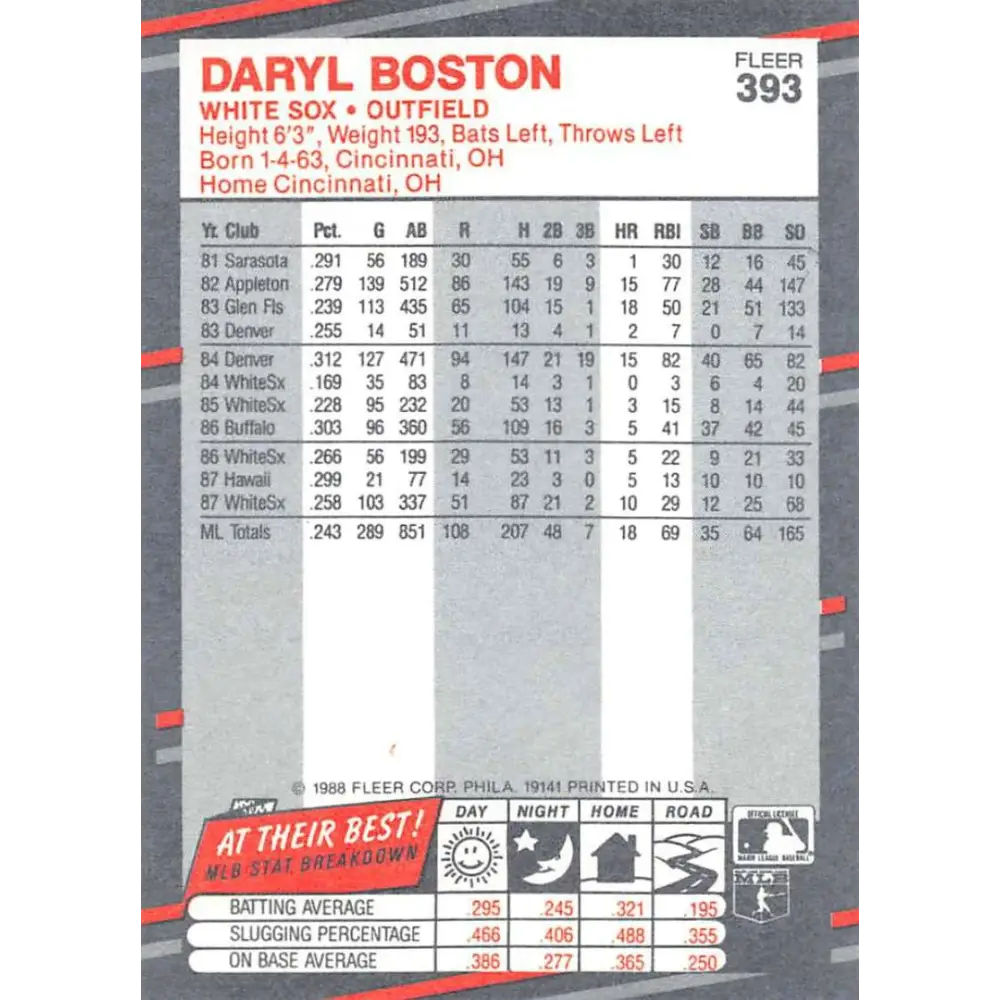 DARYL BOSTON
FLEER
393
WHITE SOX • OUTFIELD
Height 6'3", Weight 193, Bats Left, Throws Left
Born 1-4-63, Cincinnati, OH
Home Cincinnati, OH
Yr. Club Pct. G AB R H 2B 3B HR RBI SB BB SO
81 Sarasota .291 56 189 30 55 6 3 1 30 12 16 45
82 Appleton .279 139 512 86 143 19 9 15 77 28 44 147
83 Glen Fls .239 113 435 65 104 15 1 18 50 21 51 133
83 Denver .255 14 51 11 13 4 1 2 7 0 7 14
84 Denver .312 127 471 94 147 21 19 15 82 40 65 82
84 WhiteSx .169 35 83 8 14 3 1 0 3 6 4 20
85 WhiteSx .228 95 232 20 53 13 1 3 15 8 14 44
86 Buffalo .303 96 360 56 109 16 3 5 41 37 42 45
86 WhiteSx .266 56 199 29 53 11 3 5 22 9 21 33
87 Hawaii .299 21 77 14 23 3 0 5 13 10 10 10
87 WhiteSx .258 103 337 51 87 21 2 10 29 12 25 68
ML Totals .243 289 851 108 207 48 7 18 69 35 64 165
© 1988 FLEER CORP. PHILA. 19141 PRINTED IN U.S.A.
AT THEIR BEST!
MLB STAT BREAKDOWN
DAY NIGHT HOME ROAD
OFFICIAL LICENSEE
MAJOR LEAGUE BASEBALL
MLB
BATTING AVERAGE .295 .245 .321 .195
SLUGGING PERCENTAGE .466 .406 .488 .355
ON BASE AVERAGE .386 .277 .365 .250